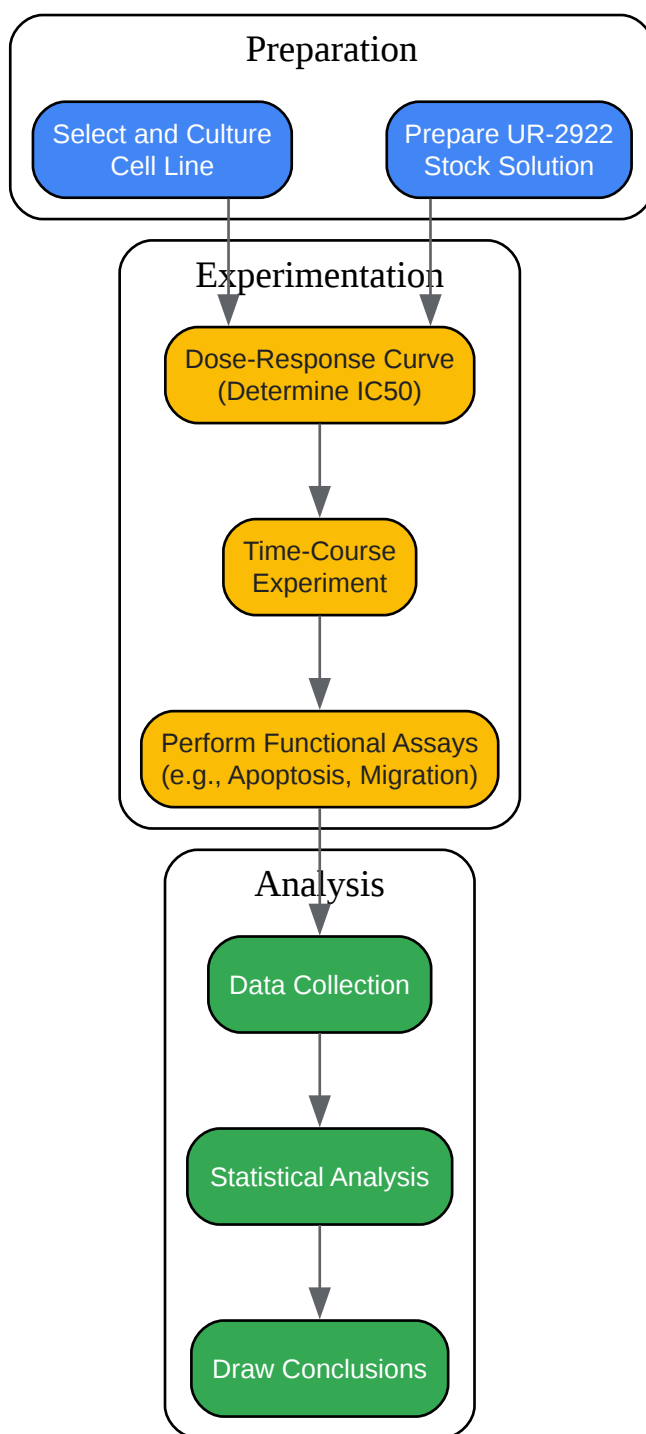 Preparation
Select and Culture
Cell Line
Prepare UR-2922
Stock Solution
Experimentation
Dose-Response Curve
(Determine IC50)
Time-Course
Experiment
Perform Functional Assays
(e.g., Apoptosis, Migration)
Analysis
Data Collection
Statistical Analysis
Draw Conclusions